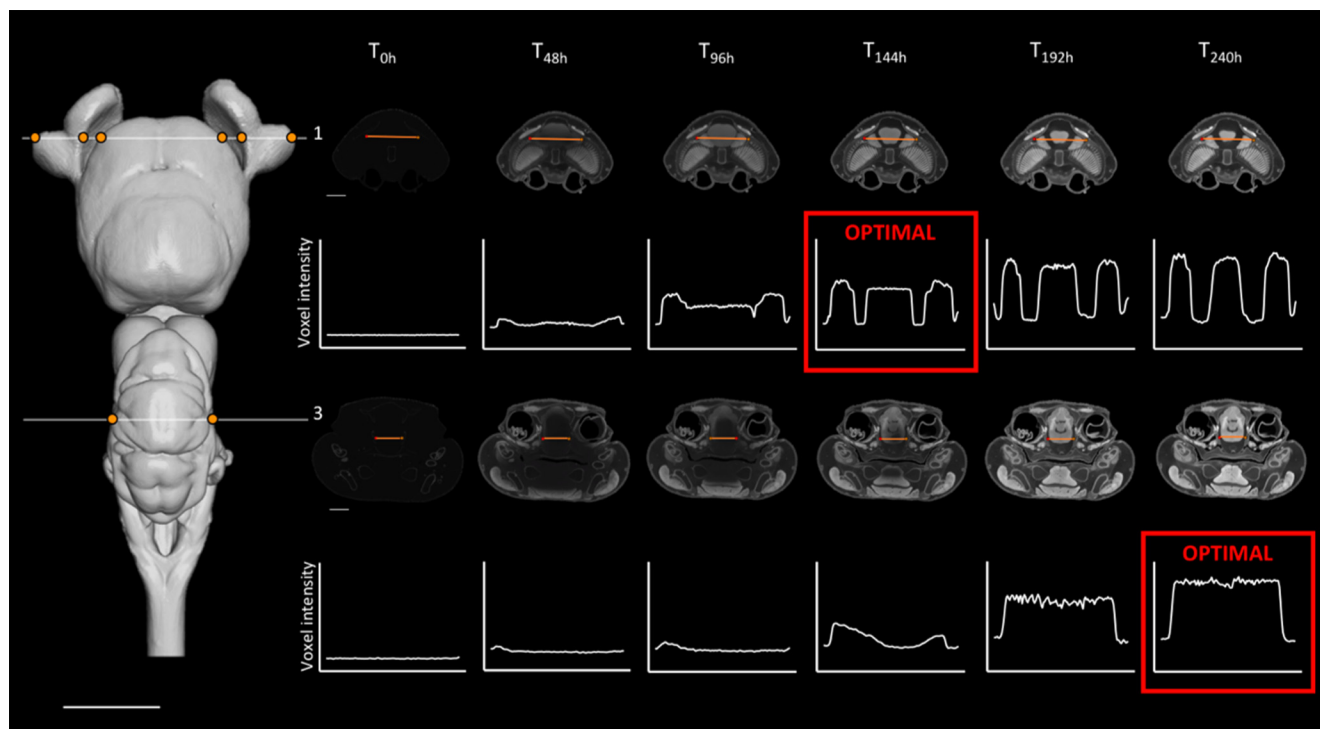 T0h T48h T96h T144h T192h T240h
1
Voxel intensity
OPTIMAL
3
Voxel intensity
OPTIMAL